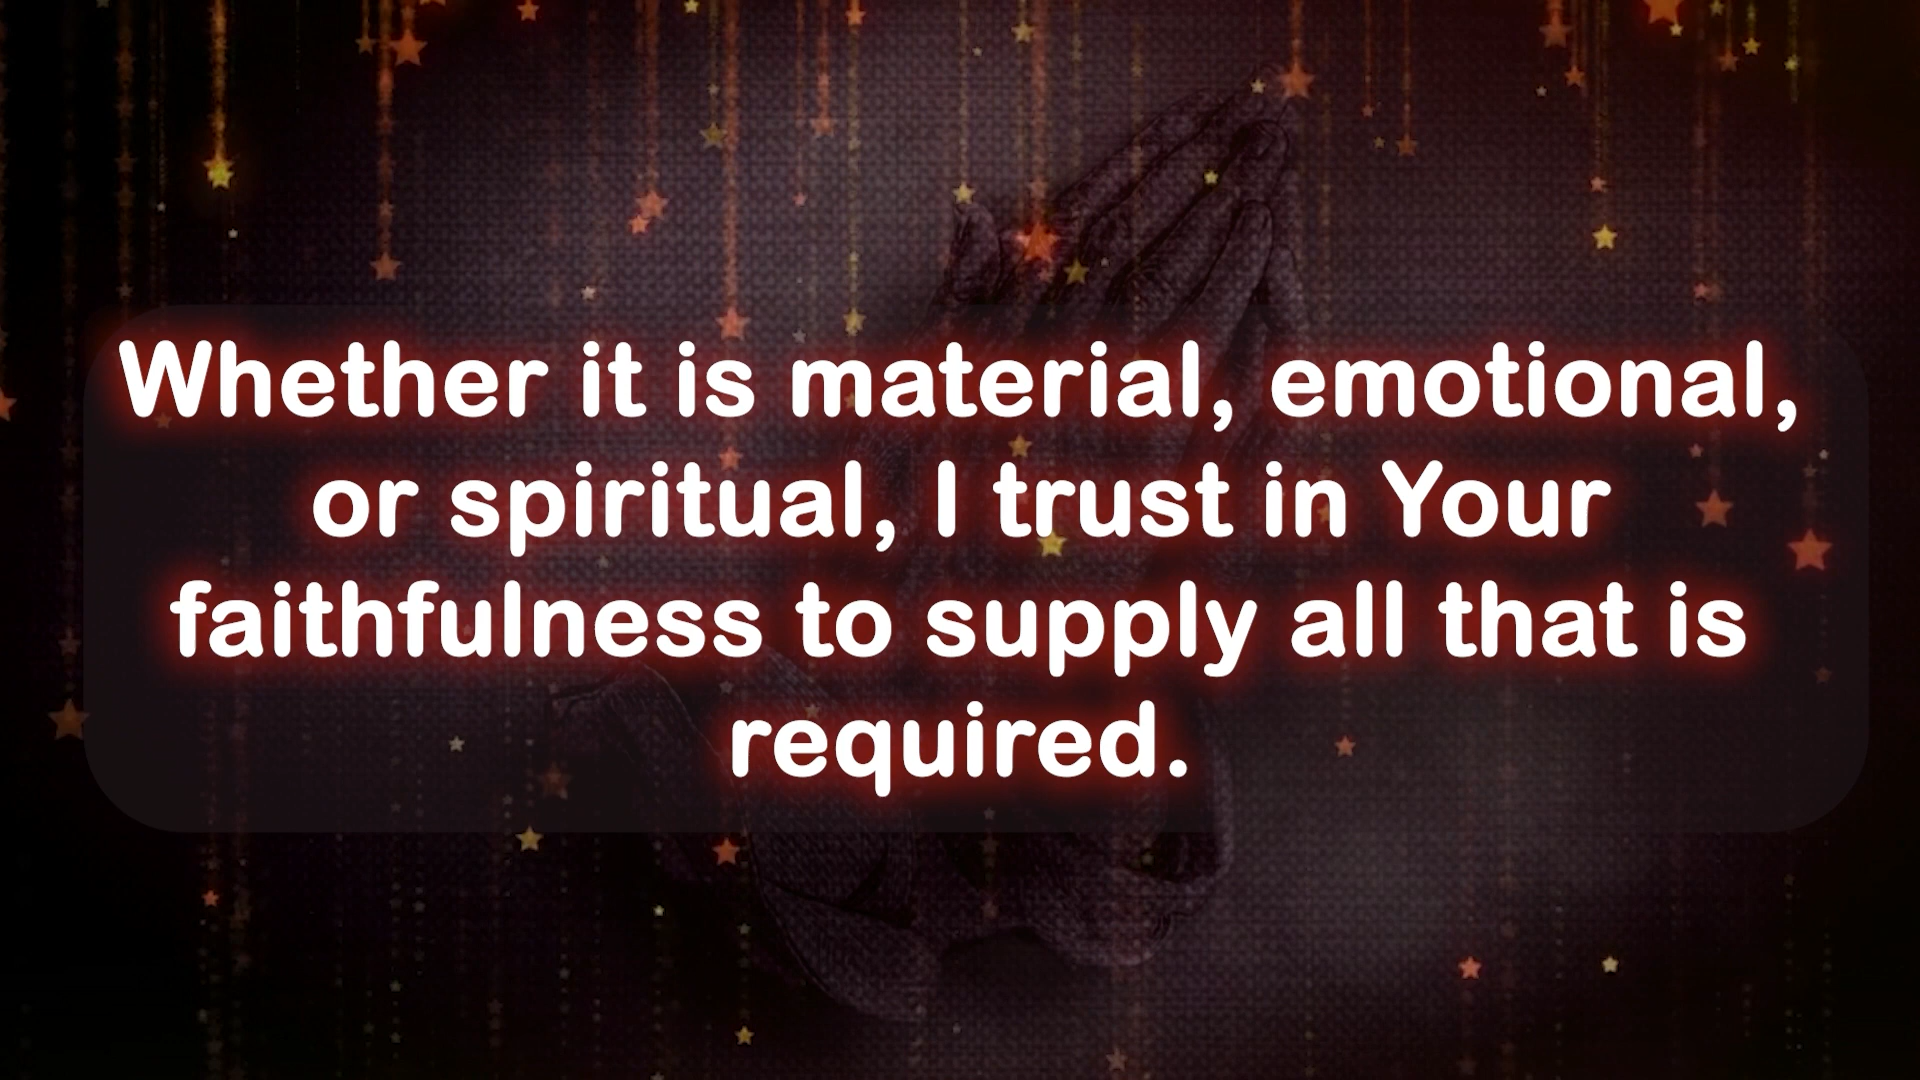 Whether it is material, emotional,
or spiritual, I trust in Your
faithfulness to supply all that is
required.